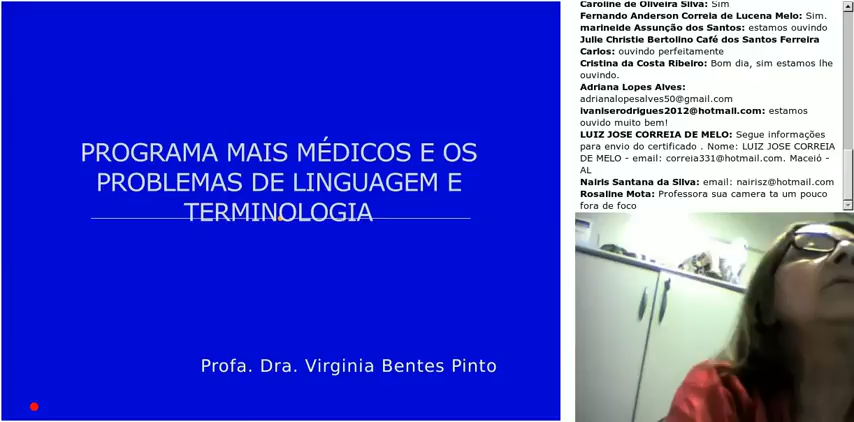 PROGRAMA MAIS MÉDICOS E OS
PROBLEMAS DE LINGUAGEM E
TERMINOLOGIA
Profa. Dra. Virginia Bentes Pinto
Caroline de Oliveira Silva: Sim
Fernando Anderson Correia de Lucena Melo: Sim.
marineide Assunção dos Santos: estamos ouvindo
Julie Christie Bertolino Café dos Santos Ferreira
Carlos: ouvindo perfeitamente
Cristina da Costa Ribeiro: Bom dia, sim estamos lhe
ouvindo.
Adriana Lopes Alves:
adrianalopesalves50@gmail.com
ivaniserodrigues2012@hotmail.com: estamos
ouvido muito bem!
LUIZ JOSE CORREIA DE MELO: Segue informações
para envio do certificado . Nome: LUIZ JOSE CORREIA
DE MELO - email: correia331@hotmail.com. Maceió -
AL
Nairis Santana da Silva: email: nairisz@hotmail.com
Rosaline Mota: Professora sua camera ta um pouco
fora de foco